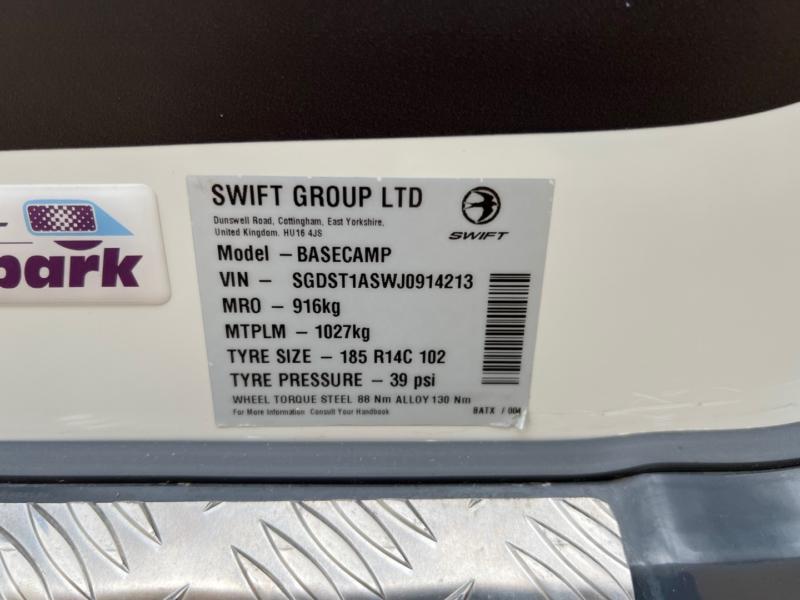 SWIFT GROUP LTD
Dunswell Road, Cottingham, East Yorkshire,
United Kingdom. HU16 4JS
SWIFT
Model – BASECAMP
VIN – SGDST1ASWJ0914213
MRO – 916kg
MTPLM – 1027kg
TYRE SIZE – 185 R14C 102
TYRE PRESSURE – 39 psi
WHEEL TORQUE STEEL 88 Nm ALLOY 130 Nm
For More Information Consult Your Handbook
BATX / 004
park